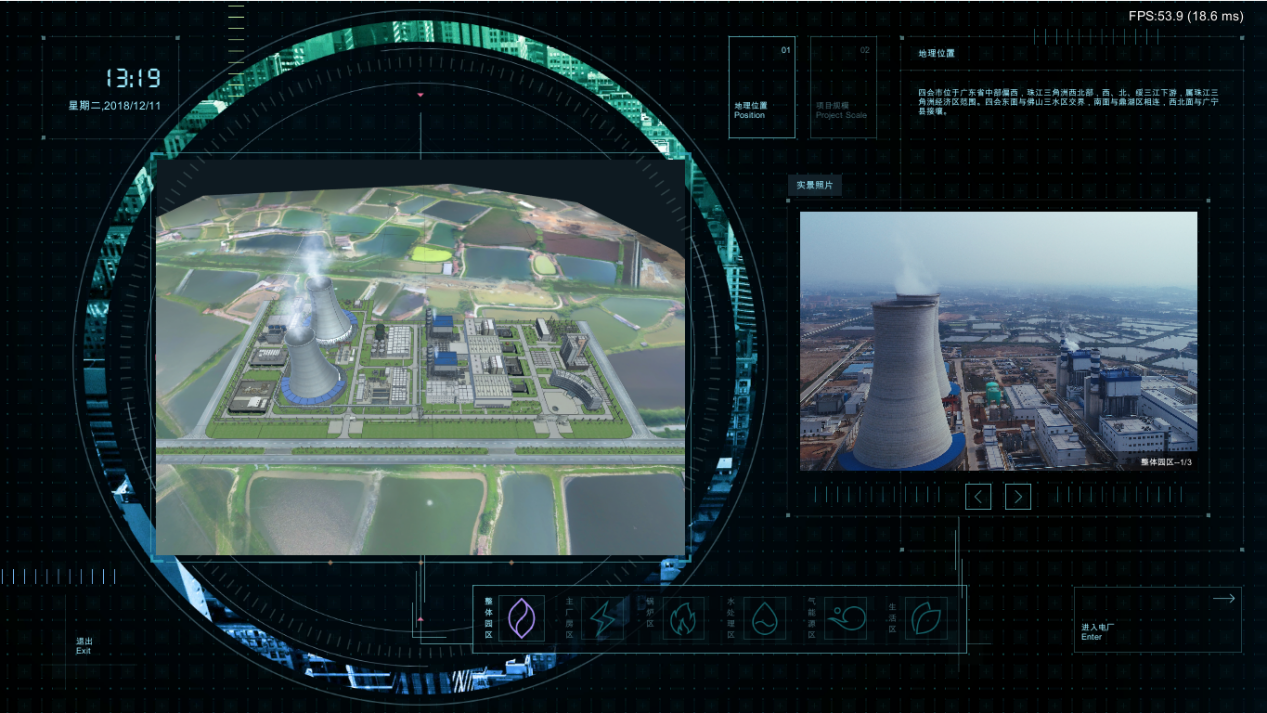 FPS:53.9 (18.6 ms)
13:19
星期二,2018/12/11
01
地理位置
Position
02
项目规模
Project Scale
地理位置
四会市位于广东省中部偏西，珠江三角洲西北部，西、北、绥三江下游，属珠江三
角洲经济区范围。四会东面与佛山三水区交界，南面与鼎湖区相连，西北面与广宁
县接壤。
实景照片
整体园区--1/3
整体园区
主厂房区
锅炉区
水处理区
气能源区
生活区
退出
Exit
进入电厂
Enter